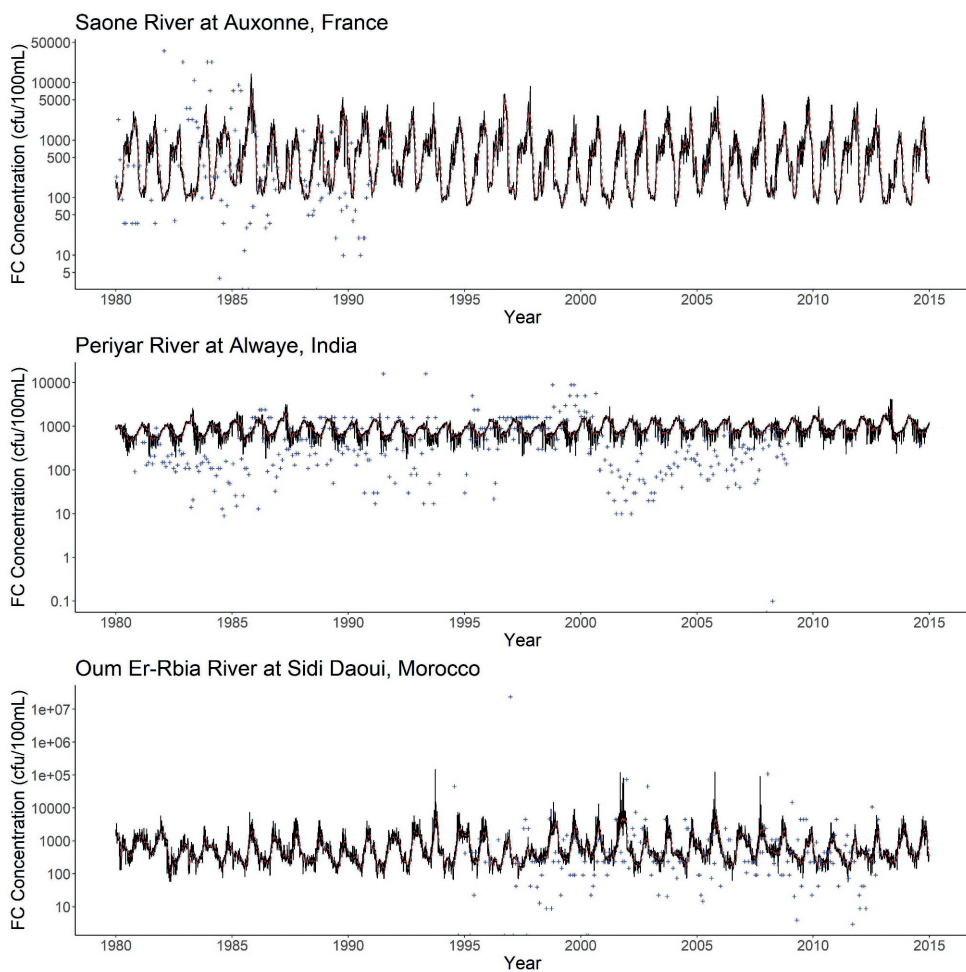 Saone River at Auxonne, France
FC Concentration (cfu/100mL)
50000
10000
5000
1000
500
100
50
10
5
1980 1985 1990 1995 2000 2005 2010 2015
Year
Periyar River at Alwaye, India
FC Concentration (cfu/100mL)
10000
1000
100
10
1
0.1
1980 1985 1990 1995 2000 2005 2010 2015
Year
Oum Er-Rbia River at Sidi Daoui, Morocco
FC Concentration (cfu/100mL)
1e+07
1e+06
1e+05
10000
1000
100
10
1980 1985 1990 1995 2000 2005 2010 2015
Year